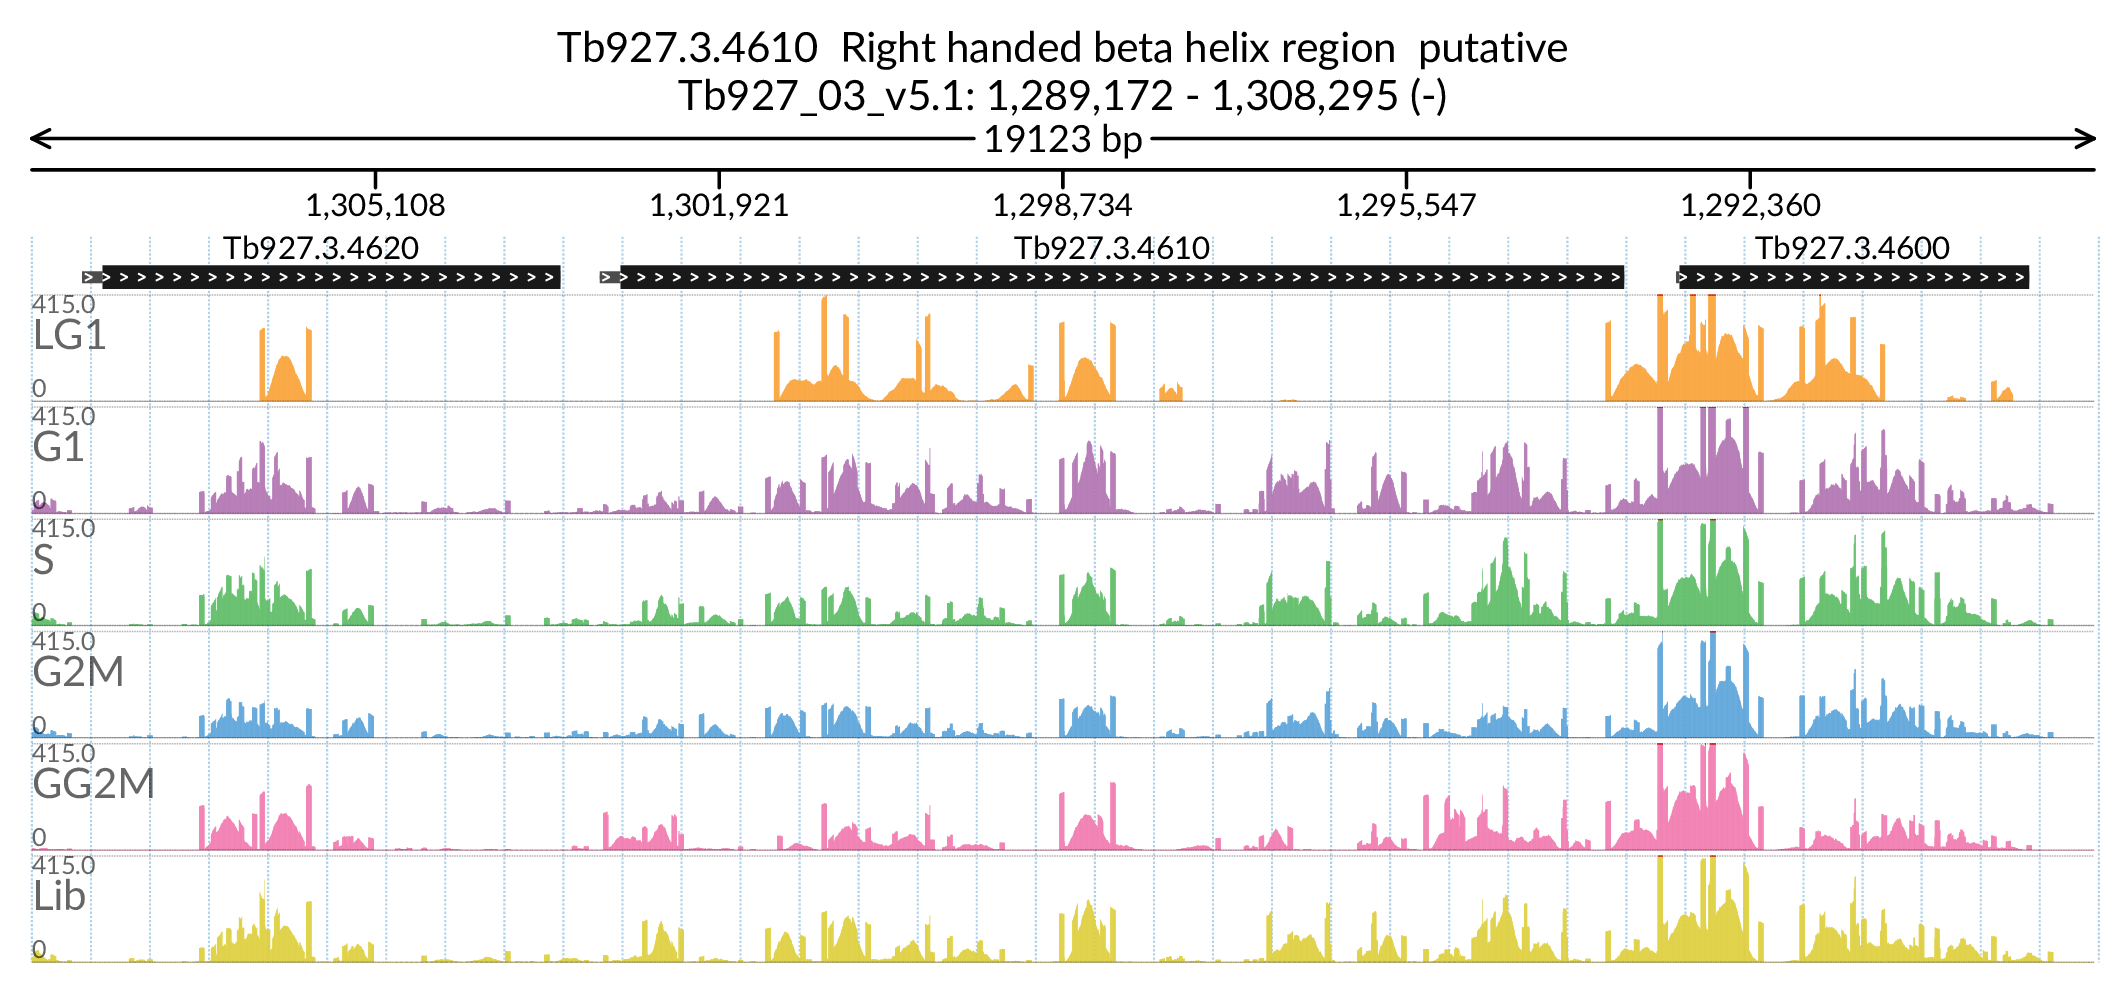 Tb927.3.4610  Right handed beta helix region  putative
Tb927_03_v5.1: 1,289,172 - 1,308,295 (-)
19123 bp
1,305,108 1,301,921 1,298,734 1,295,547 1,292,360
Tb927.3.4620 Tb927.3.4610 Tb927.3.4600
415.0
LG1
0
415.0
G1
0
415.0
S
0
415.0
G2M
0
415.0
GG2M
0
415.0
Lib
0